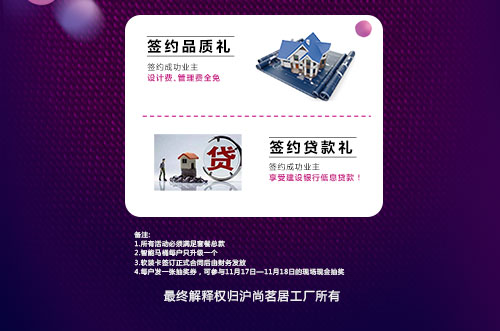 签约品质礼
签约成功业主
设计费,管理费全免
贷
签约贷款礼
签约成功业主
享受建设银行低息贷款！
备注:
1.所有活动必须满足套餐总款
2.智能马桶每户只升级一个
3.软装卡签订正式合同后由财务发放
4.每户发一张抽奖券，可参与11月17日—11月18日的现场现金抽奖
最终解释权归沪尚茗居工厂所有